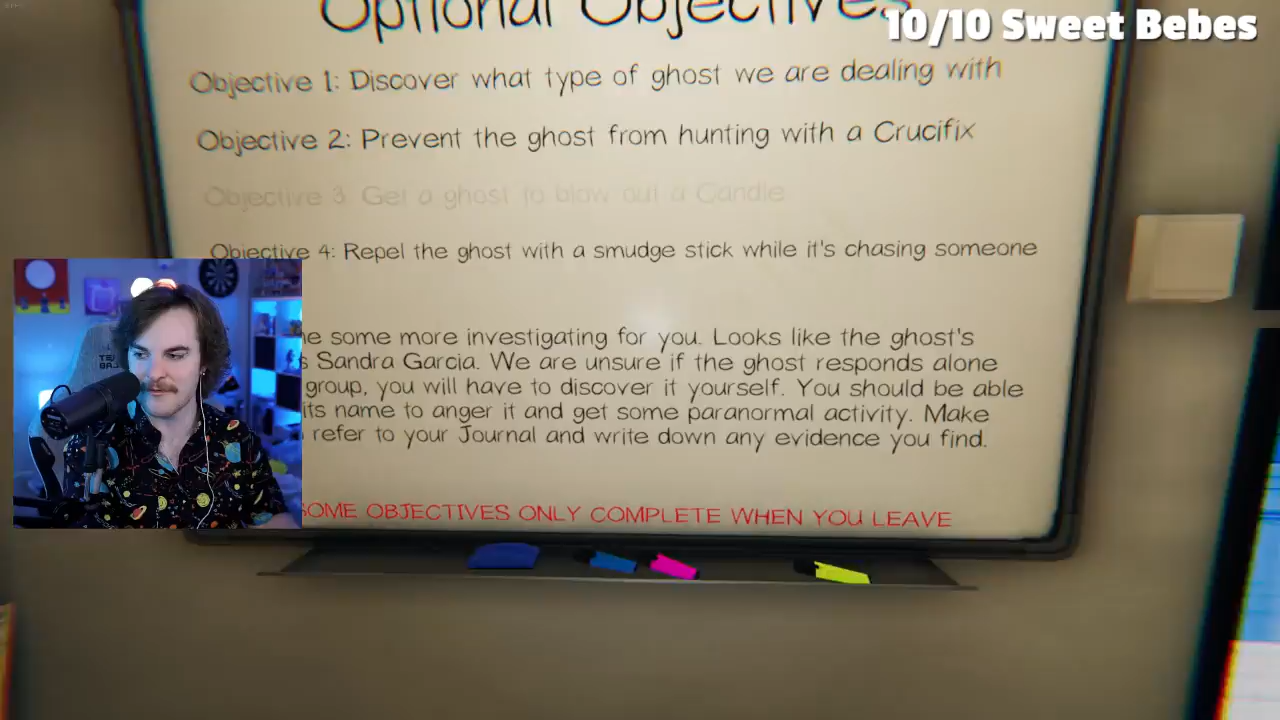 Optional Objectives
10/10 Sweet Bebes
Objective 1: Discover what type of ghost we are dealing with
Objective 2: Prevent the ghost from hunting with a Crucifix
Objective 3: Get a ghost to blow out a Candle
Objective 4: Repel the ghost with a smudge stick while it's chasing someone
some more investigating for you. Looks like the ghost's
Sandra Garcia. We are unsure if the ghost responds alone
group, you will have to discover it yourself. You should be able
its name to anger it and get some paranormal activity. Make
refer to your Journal and write down any evidence you find.
SOME OBJECTIVES ONLY COMPLETE WHEN YOU LEAVE